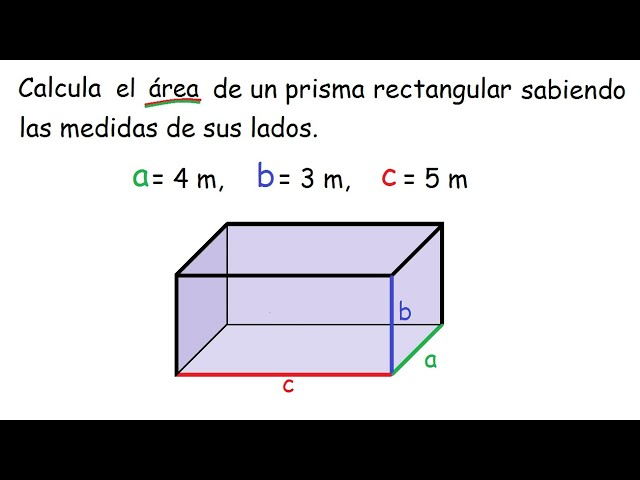 Calcula el área de un prisma rectangular sabiendo
las medidas de sus lados.
a = 4 m, b = 3 m, c = 5 m
b
a
c